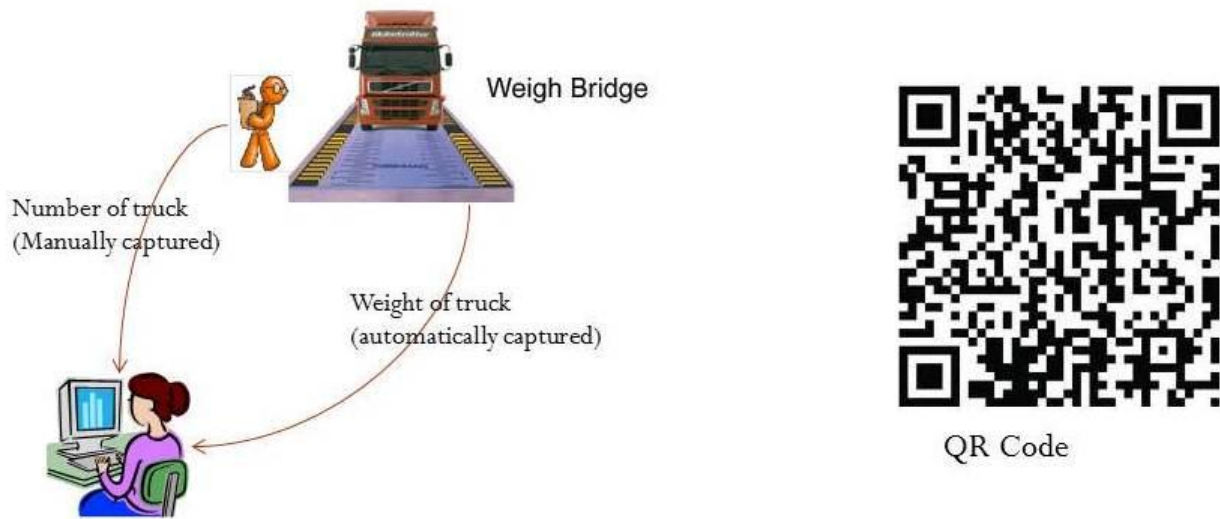 Weigh Bridge
Number of truck
(Manually captured)
Weight of truck
(automatically captured)
QR Code